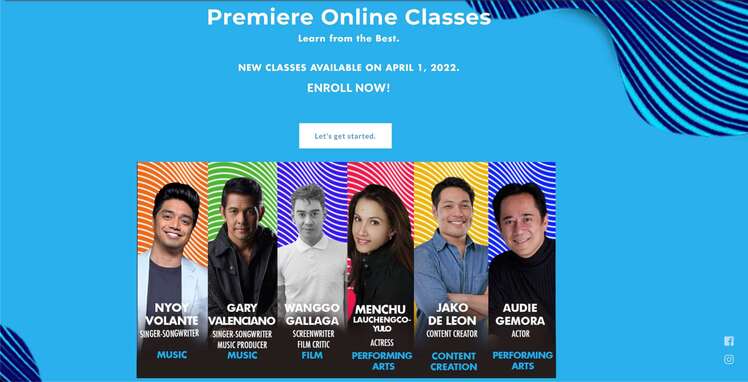 Premiere Online Classes
Learn from the Best.
NEW CLASSES AVAILABLE ON APRIL 1, 2022.
ENROLL NOW!
Let's get started.
NYOY
VOLANTE
SINGER-SONGWRITER
MUSIC
GARY
VALENCIANO
SINGER-SONGWRITER
MUSIC PRODUCER
MUSIC
WANGGO
GALLAGA
SCREENWRITER
FILM CRITIC
FILM
MENCHU
LAUCHENGCO-
YULO
ACTRESS
PERFORMING
ARTS
JAKO
DE LEON
CONTENT CREATOR
CONTENT
CREATION
AUDIE
GEMORA
ACTOR
PERFORMING
ARTS